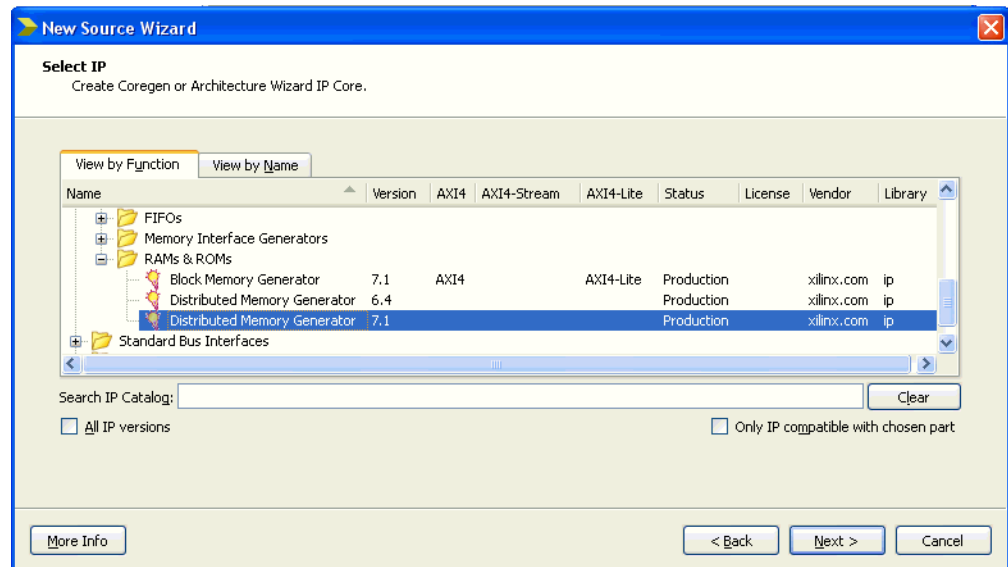 New Source Wizard
Select IP
Create Coregen or Architecture Wizard IP Core.
View by Function View by Name
Name Version AXI4 AXI4-Stream AXI4-Lite Status License Vendor Library
FIFOs
Memory Interface Generators
RAMs & ROMs
Block Memory Generator 7.1 AXI4 AXI4-Lite Production xilinx.com ip
Distributed Memory Generator 6.4 Production xilinx.com ip
Distributed Memory Generator 7.1 Production xilinx.com ip
Standard Bus Interfaces
Search IP Catalog: Clear
All IP versions Only IP compatible with chosen part
More Info < Back Next > Cancel